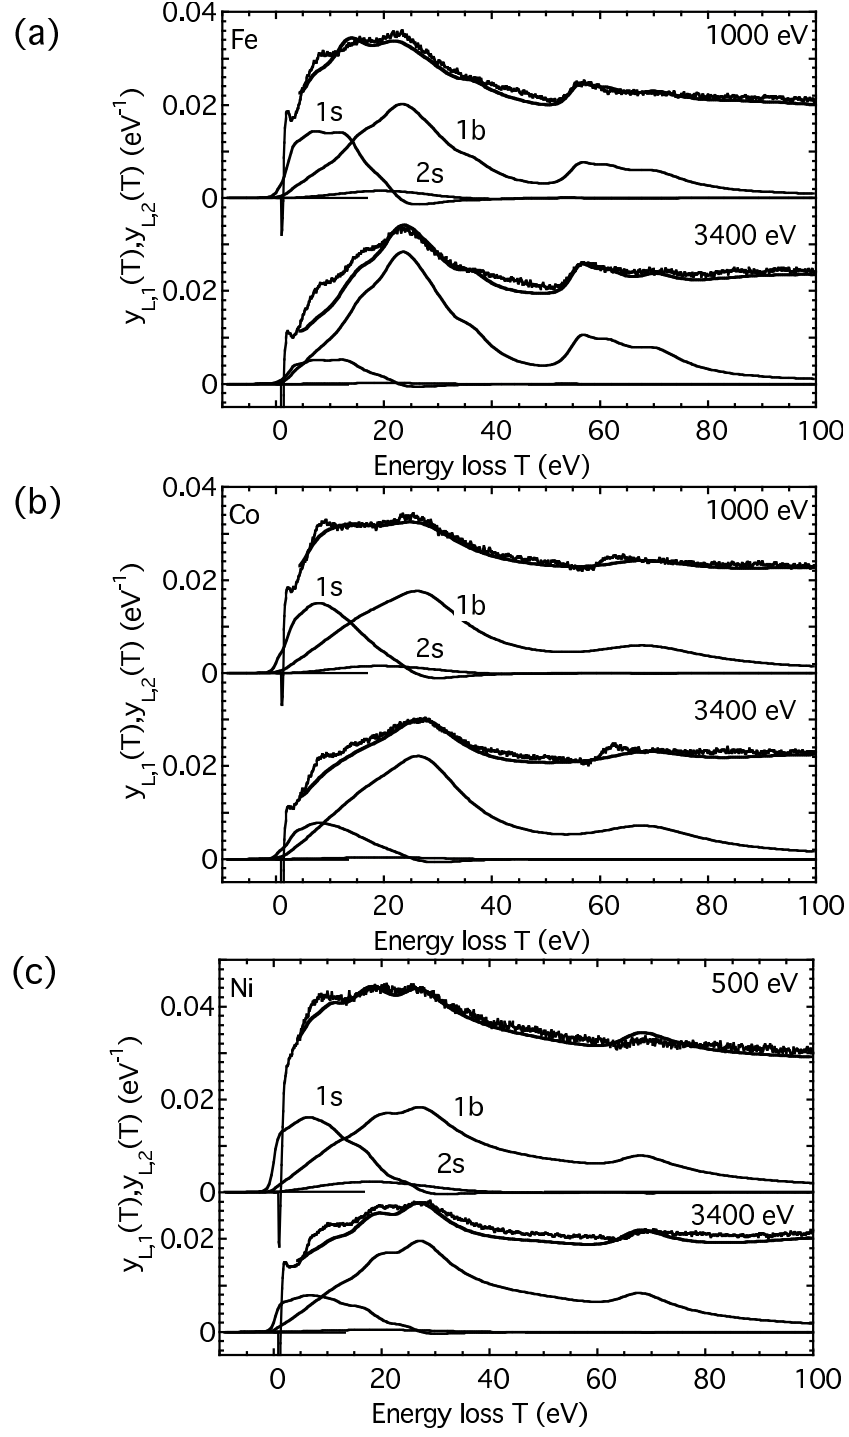 (a)
0.04
Fe
1000 eV
0.02
1s
1b
2s
0
3400 eV
0.02
0
y_{L,1}(T),y_{L,2}(T) (eV^{-1})
0 20 40 60 80 100
Energy loss T (eV)
(b)
0.04
Co
1000 eV
0.02
1s
1b
2s
0
3400 eV
0.02
0
y_{L,1}(T),y_{L,2}(T) (eV^{-1})
0 20 40 60 80 100
Energy loss T (eV)
(c)
Ni
500 eV
0.04
0.02
1s
1b
2s
0
3400 eV
0.02
0
y_{L,1}(T),y_{L,2}(T) (eV^{-1})
0 20 40 60 80 100
Energy loss T (eV)